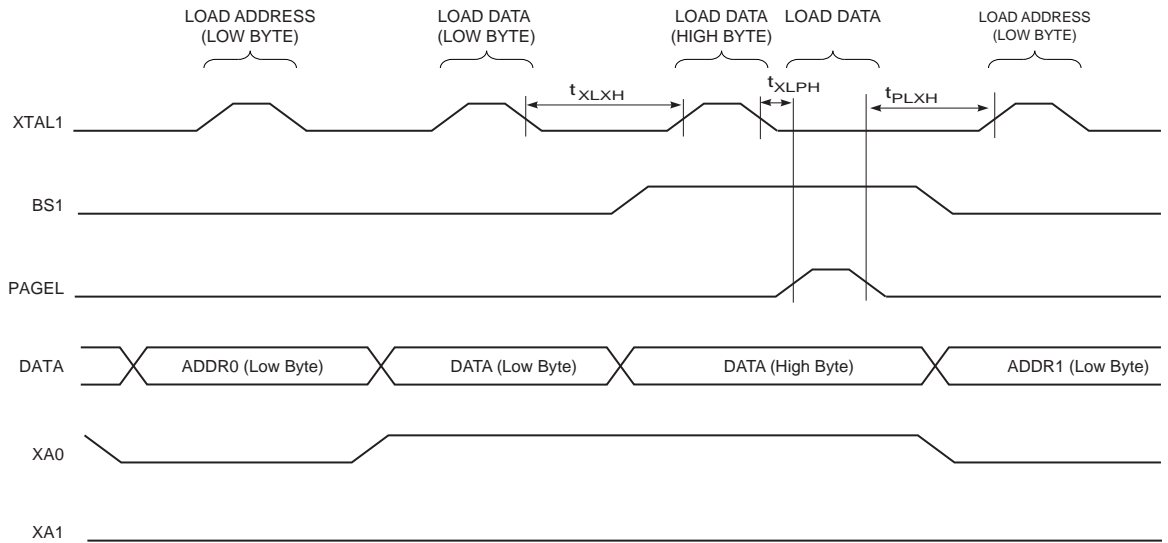 LOAD ADDRESS
(LOW BYTE)
LOAD DATA
(LOW BYTE)
LOAD DATA
(HIGH BYTE)
LOAD DATA
LOAD ADDRESS
(LOW BYTE)
tXLXH
tXLPH
tPLXH
XTAL1
BS1
PAGEL
DATA
ADDR0 (Low Byte)
DATA (Low Byte)
DATA (High Byte)
ADDR1 (Low Byte)
XA0
XA1